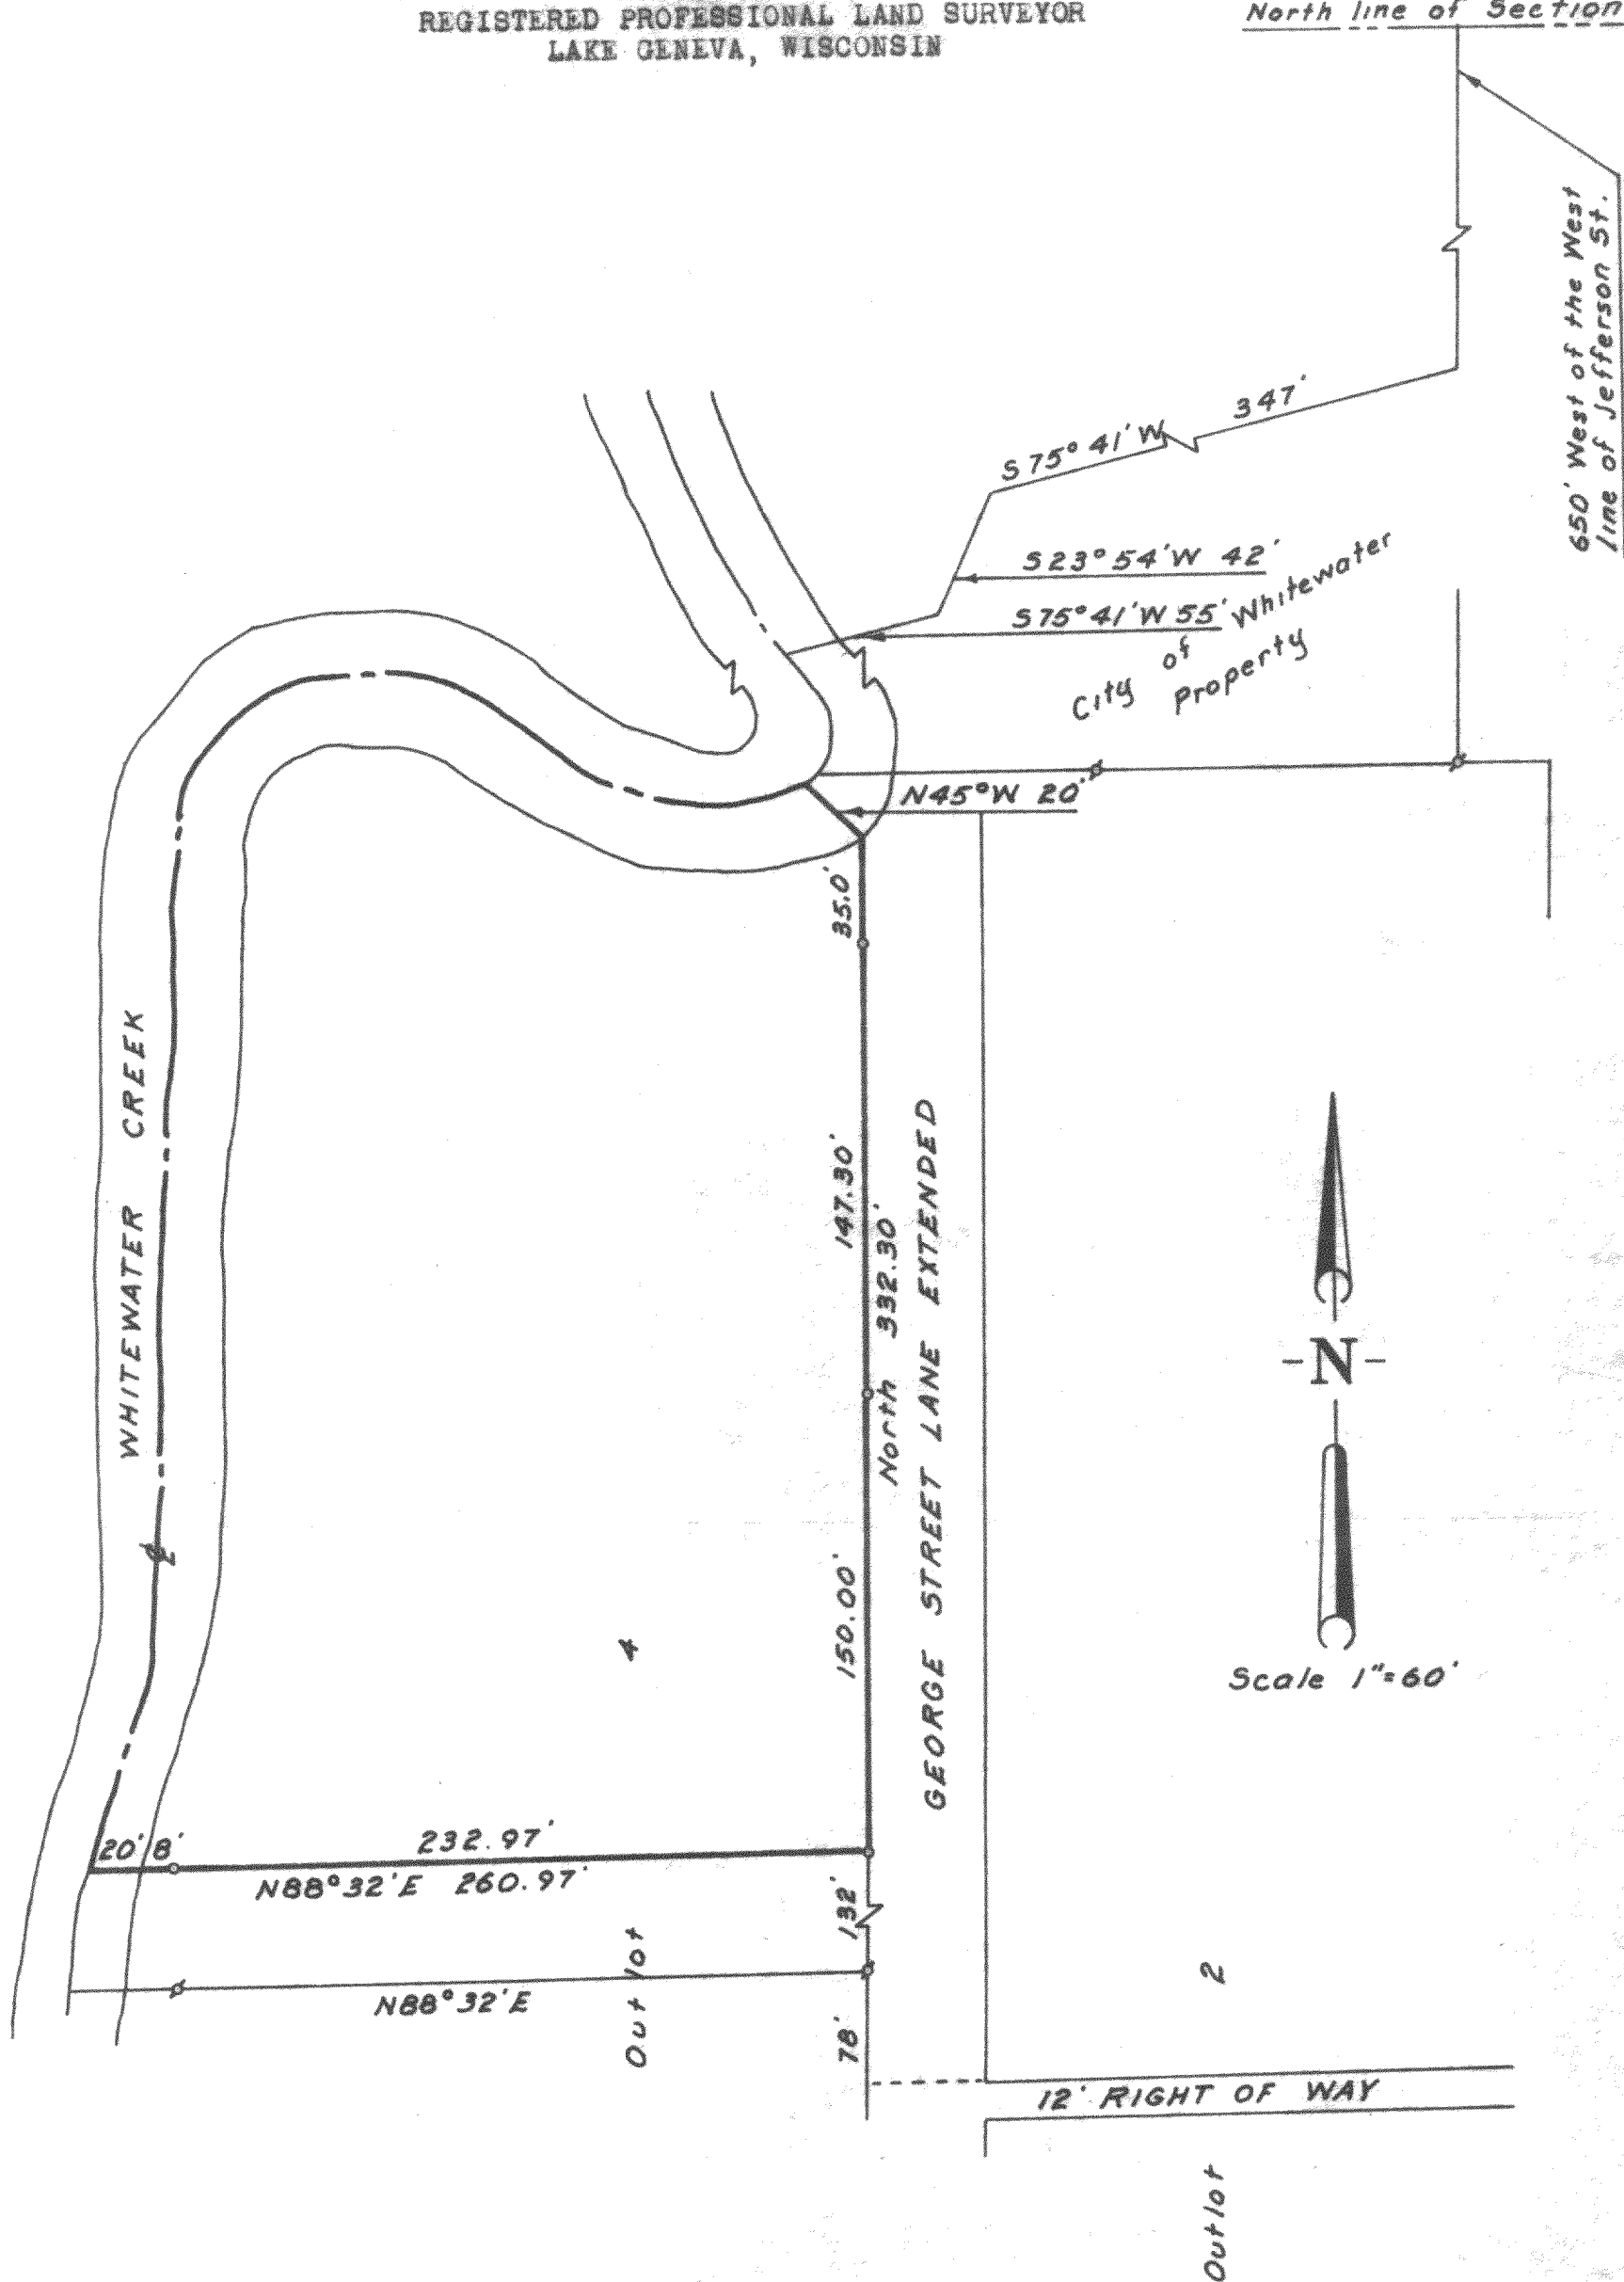 REGISTERED PROFESSIONAL LAND SURVEYOR
LAKE GENEVA, WISCONSIN
North line of Section
650' West of the West
line of Jefferson St.
S75°41'W 347'
S23°54'W 42'
S75°41'W 55'
City of Whitewater
Property
N45°W 20'
35.0'
WHITEWATER CREEK
147.30'
North 332.30'
GEORGE STREET LANE EXTENDED
N
Scale 1"=60'
150.00'
4
20' 8' 232.97'
N88°32'E 260.97'
132'
Out lot
N88°32'E
78'
2
12' RIGHT OF WAY
Outlot